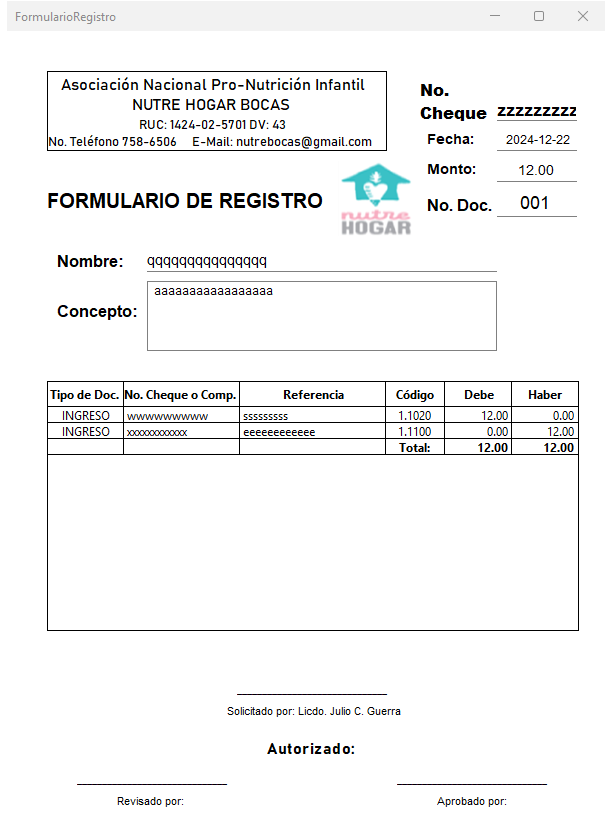 FormularioRegistro
Asociación Nacional Pro-Nutrición Infantil
NUTRE HOGAR BOCAS
RUC: 1424-02-5701 DV: 43
No. Teléfono 758-6506 E-Mail: nutrebocas@gmail.com
No.
Cheque zzzzzzzzz
Fecha: 2024-12-22
Monto: 12.00
No. Doc. 001
FORMULARIO DE REGISTRO
nutre
HOGAR
Nombre: qqqqqqqqqqqqqqq
Concepto: aaaaaaaaaaaaaaaaa
Tipo de Doc. No. Cheque o Comp. Referencia Código Debe Haber
INGRESO wwwwwwwww sssssssss 1.1020 12.00 0.00
INGRESO xxxxxxxxxxx eeeeeeeeeeee 1.1100 0.00 12.00
Total: 12.00 12.00
Solicitado por: Licdo. Julio C. Guerra
Autorizado:
Revisado por: Aprobado por: